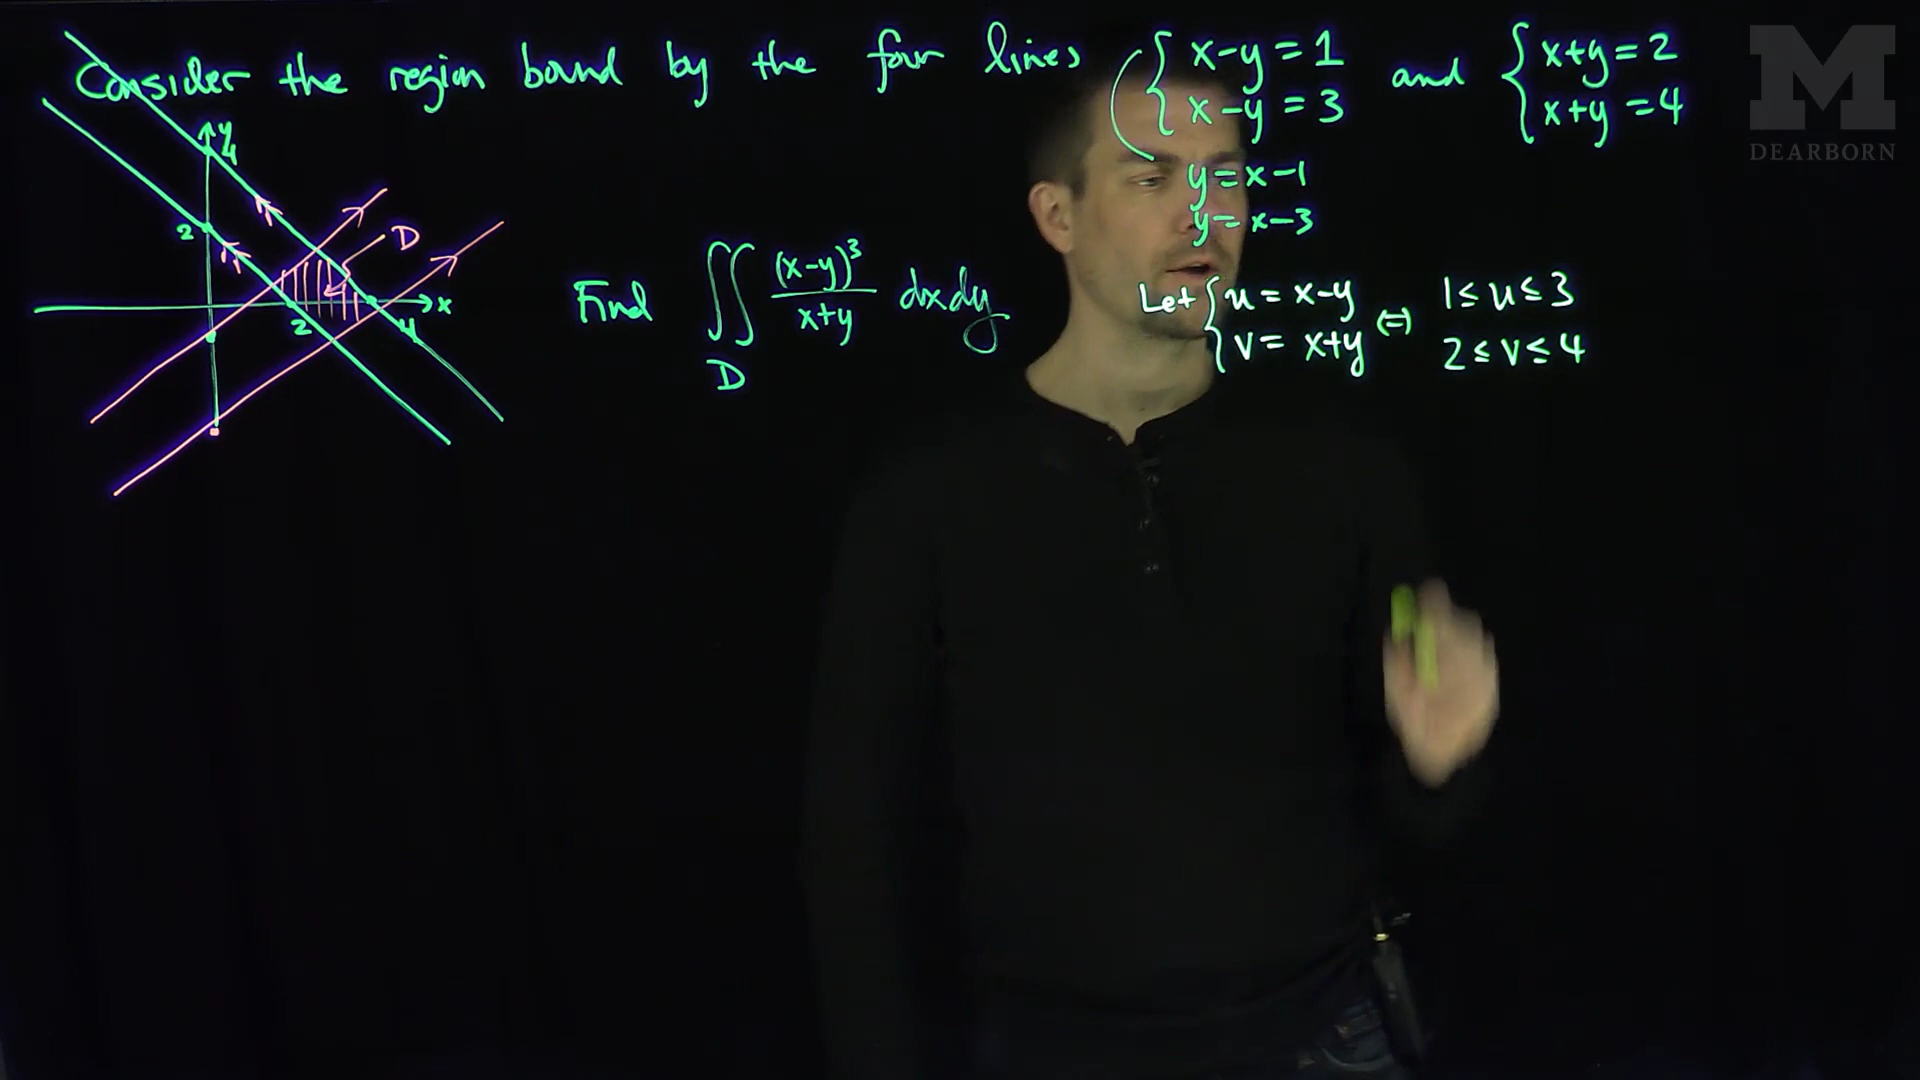 Consider the region bound by the four lines { x-y=1 and { x+y=2
x-y=3 x+y=4
y=x-1
y=x-3
y
4
2
D
x
2
4
Find ∬ (x-y)³/(x+y) dxdy
D
Let { u = x-y ⇔ 1≤u≤3
v = x+y 2≤v≤4
M
DEARBORN